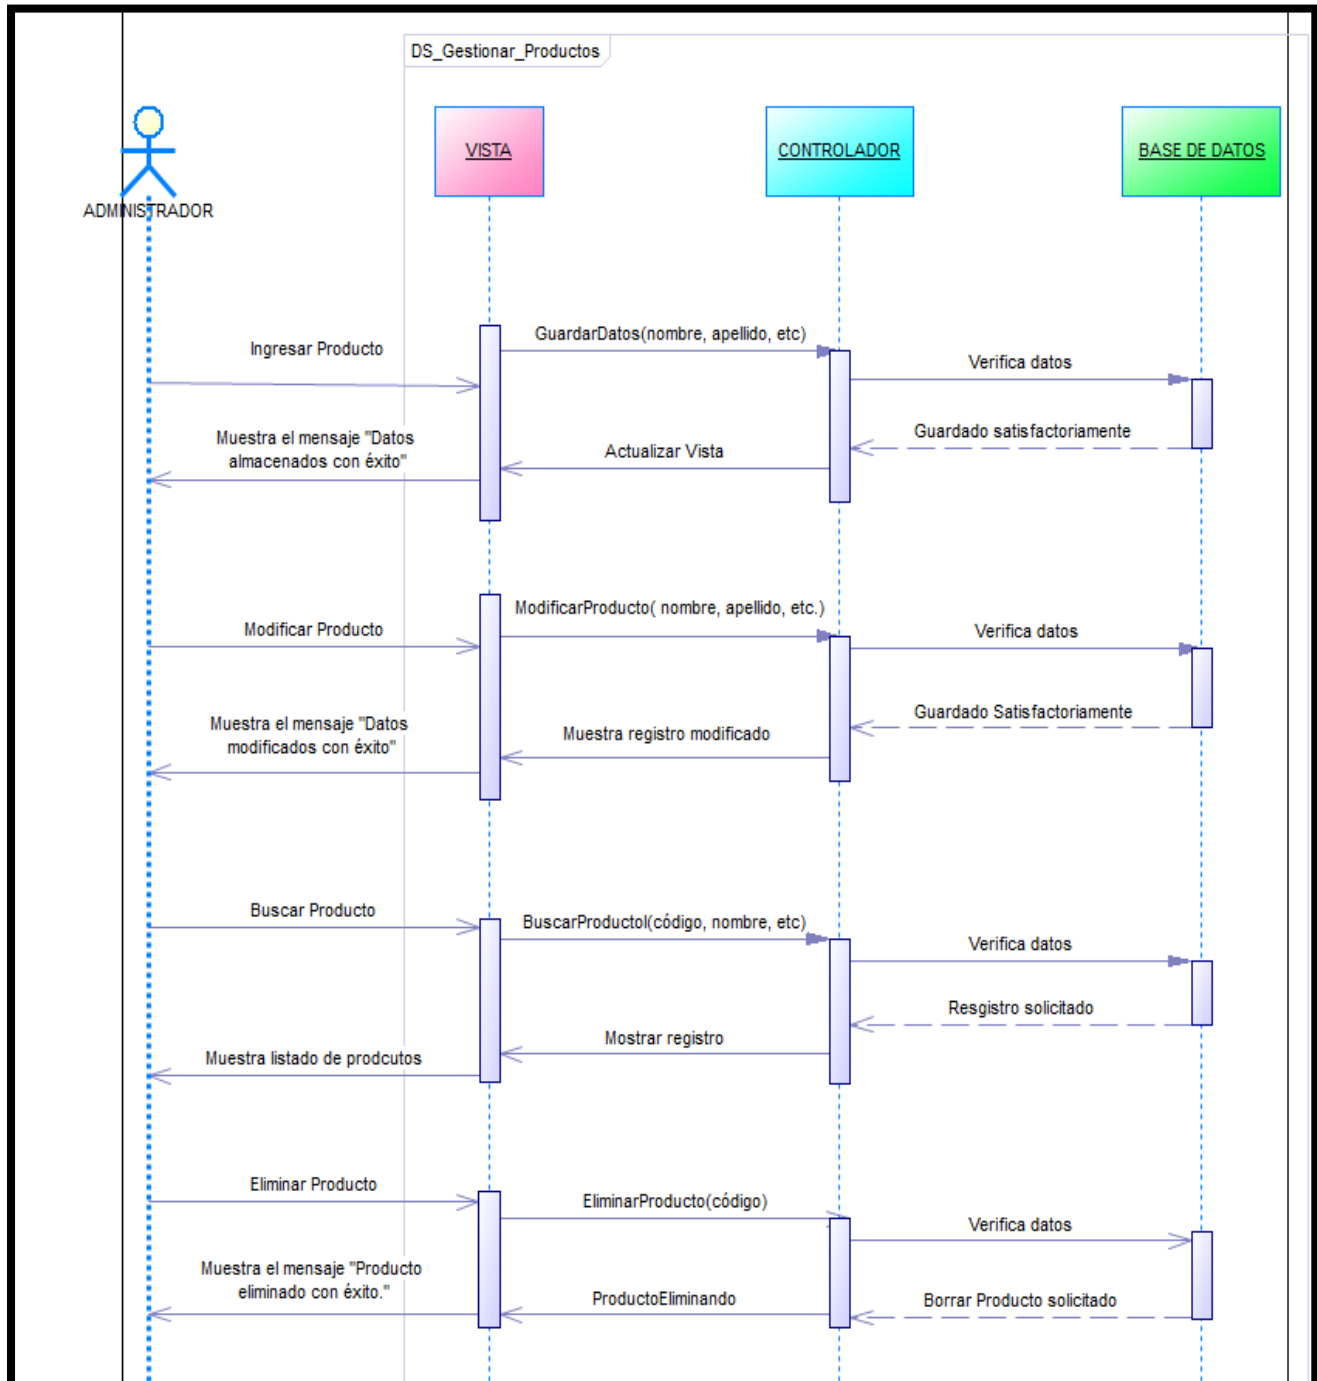 DS_Gestionar_Productos
VISTA
CONTROLADOR
BASE DE DATOS
ADMINISTRADOR
GuardarDatos(nombre, apellido, etc)
Ingresar Producto
Verifica datos
Guardado satisfactoriamente
Muestra el mensaje "Datos
almacenados con éxito"
Actualizar Vista
ModificarProducto( nombre, apellido, etc.)
Modificar Producto
Verifica datos
Guardado Satisfactoriamente
Muestra el mensaje "Datos
modificados con éxito"
Muestra registro modificado
Buscar Producto
BuscarProductol(código, nombre, etc)
Verifica datos
Resgistro solicitado
Mostrar registro
Muestra listado de prodcutos
Eliminar Producto
EliminarProducto(código)
Verifica datos
Muestra el mensaje "Producto
eliminado con éxito."
ProductoEliminando
Borrar Producto solicitado